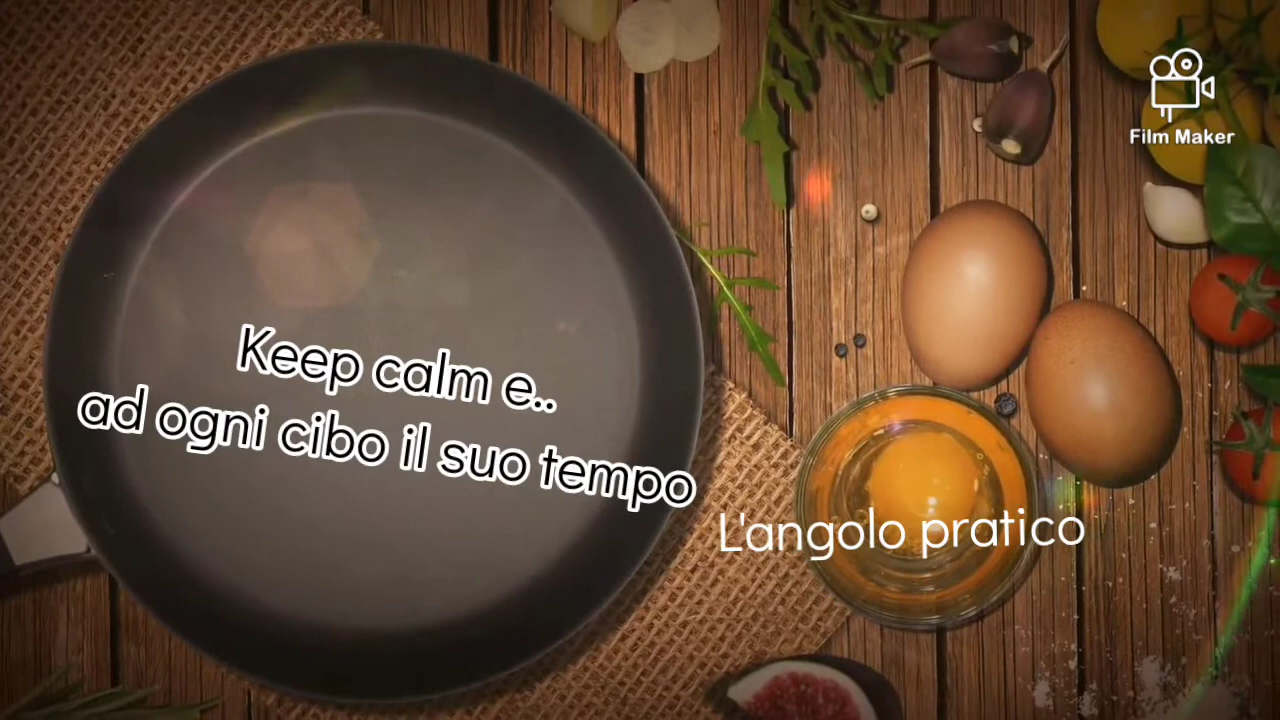 Film Maker
Keep calm e..
ad ogni cibo il suo tempo
L'angolo pratico